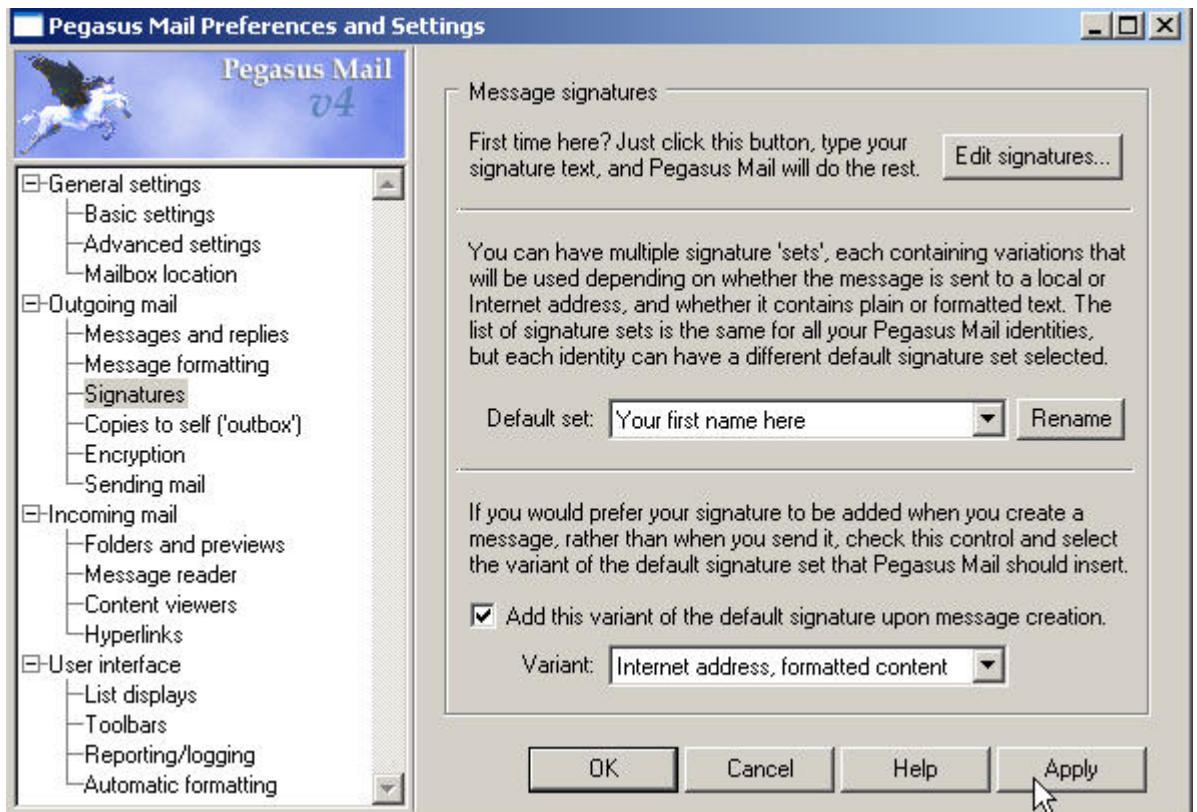 Pegasus Mail Preferences and Settings
Pegasus Mail
v4
General settings
Basic settings
Advanced settings
Mailbox location
Outgoing mail
Messages and replies
Message formatting
Signatures
Copies to self ('outbox')
Encryption
Sending mail
Incoming mail
Folders and previews
Message reader
Content viewers
Hyperlinks
User interface
List displays
Toolbars
Reporting/logging
Automatic formatting
Message signatures
First time here? Just click this button, type your
signature text, and Pegasus Mail will do the rest.
Edit signatures...
You can have multiple signature 'sets', each containing variations that
will be used depending on whether the message is sent to a local or
Internet address, and whether it contains plain or formatted text. The
list of signature sets is the same for all your Pegasus Mail identities,
but each identity can have a different default signature set selected.
Default set: Your first name here Rename
If you would prefer your signature to be added when you create a
message, rather than when you send it, check this control and select
the variant of the default signature set that Pegasus Mail should insert.
Add this variant of the default signature upon message creation.
Variant: Internet address, formatted content
OK Cancel Help Apply